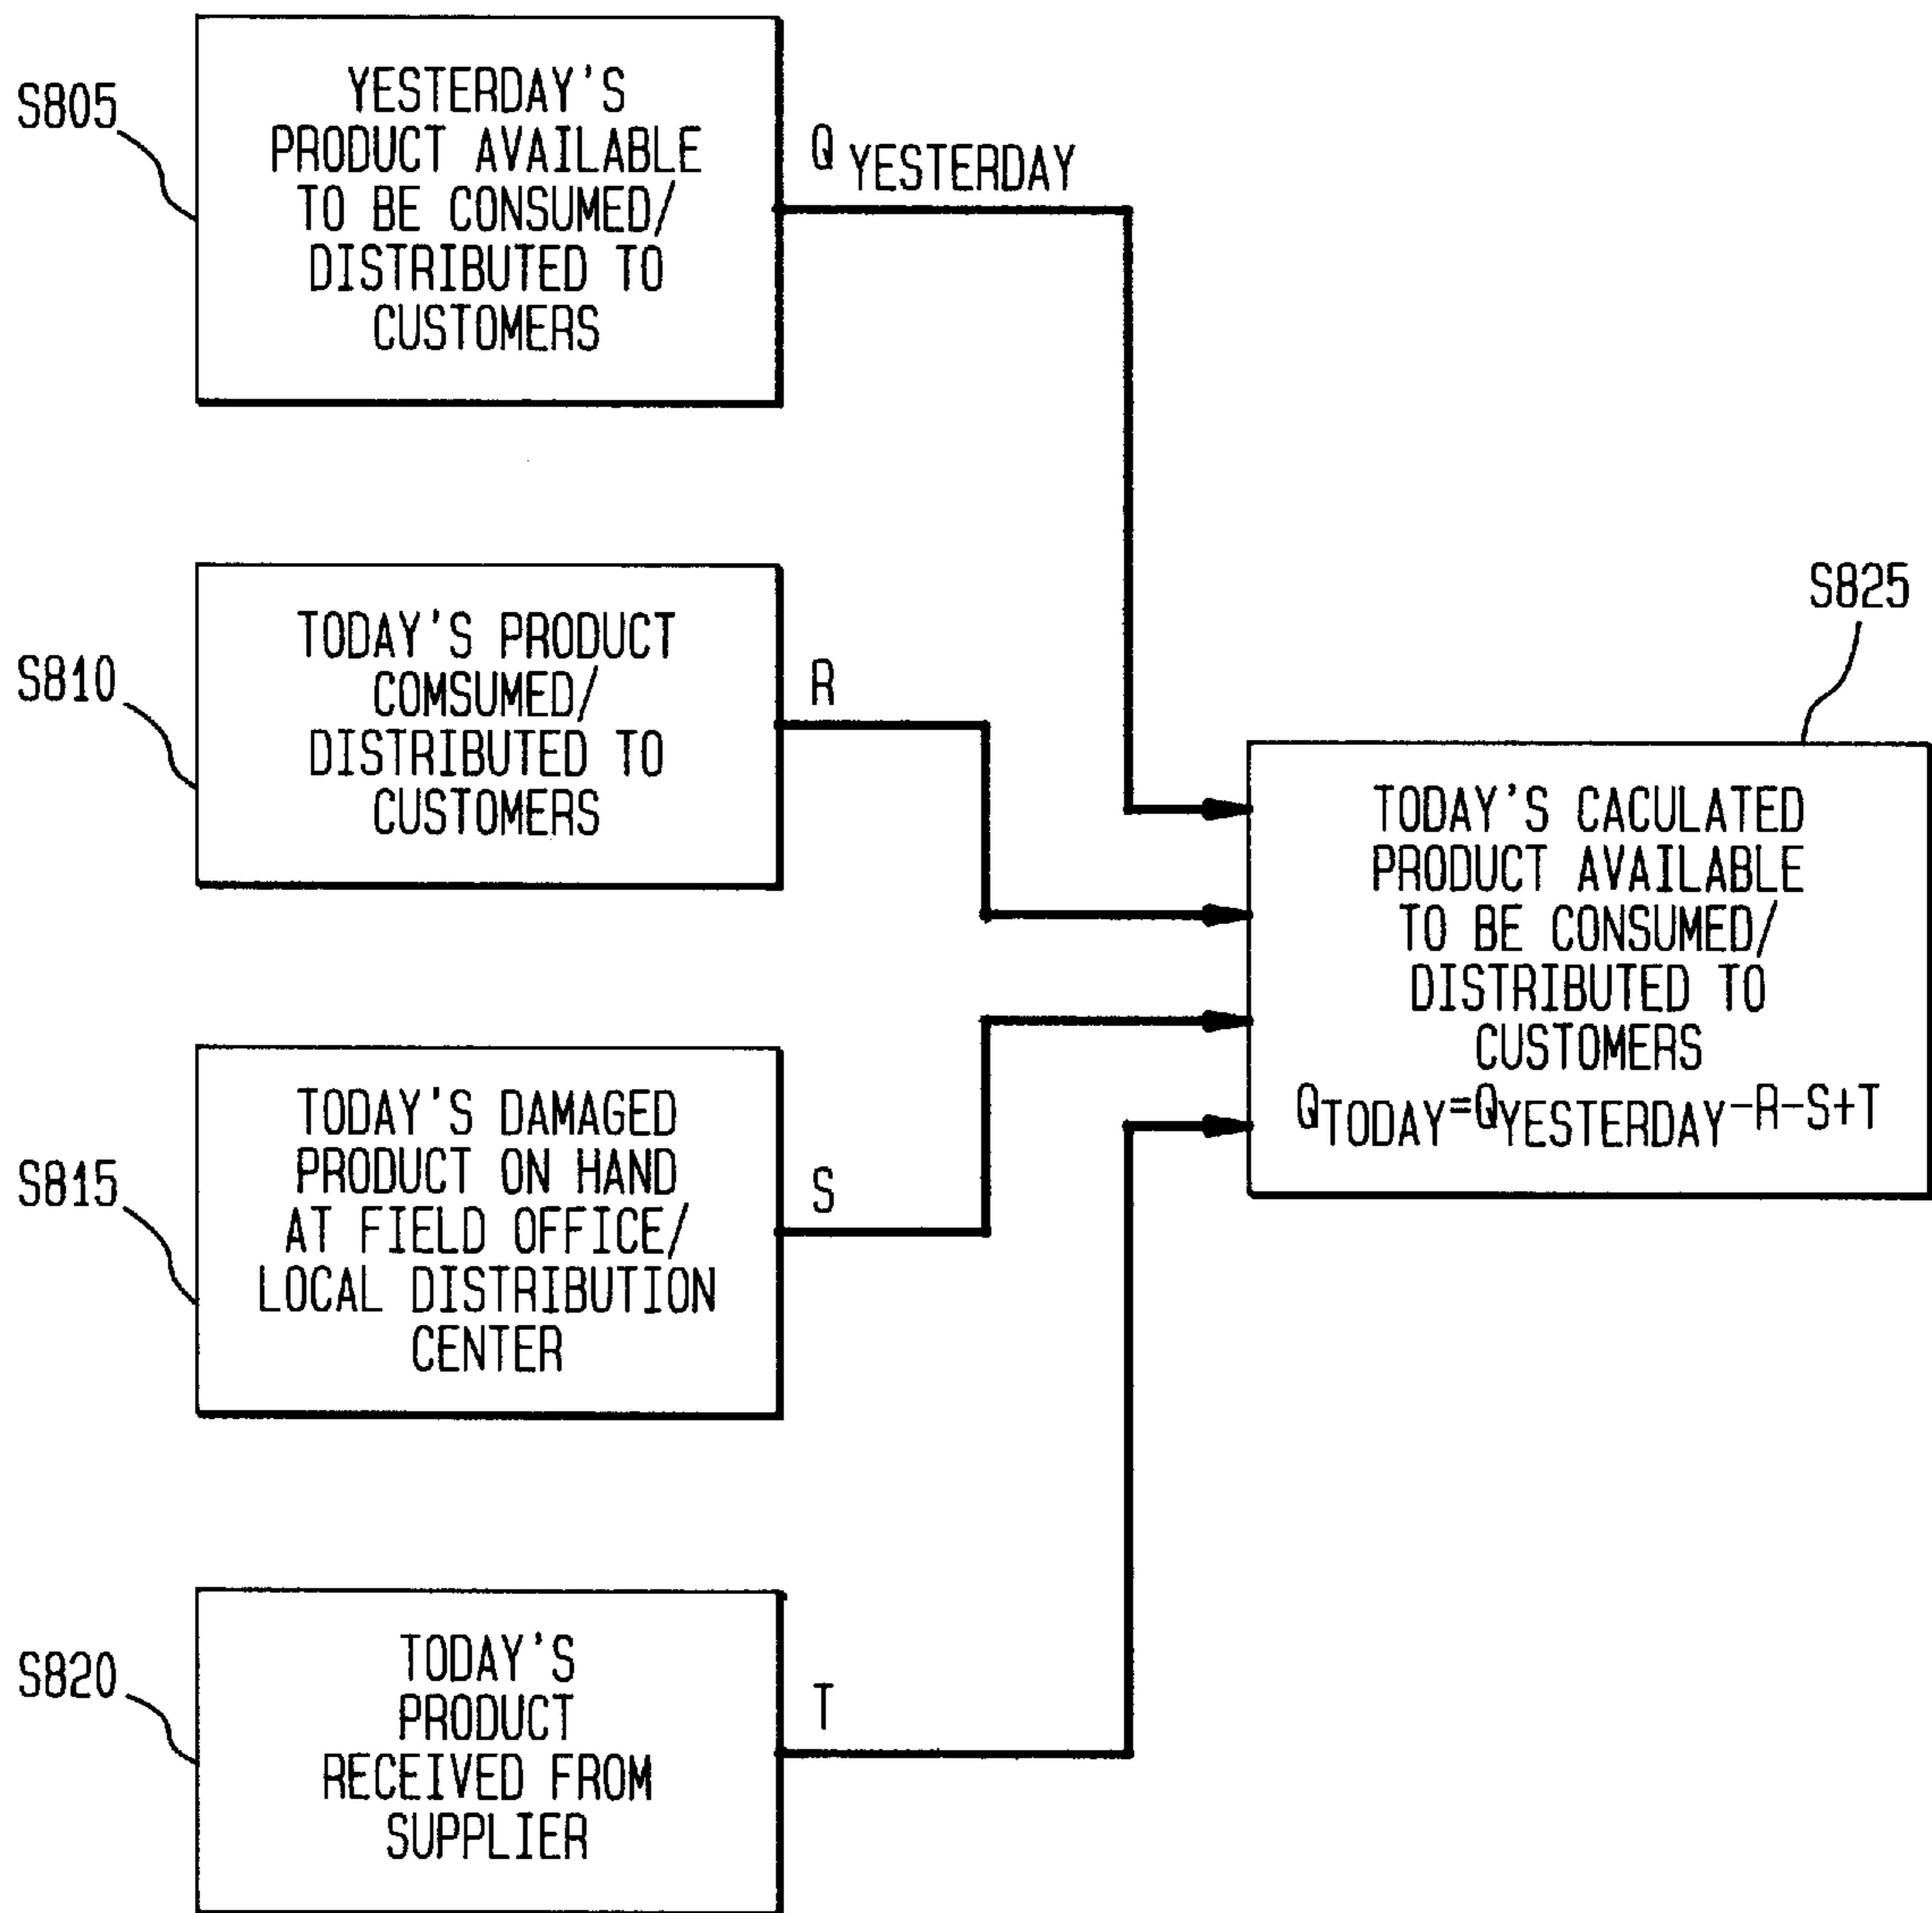 S805
YESTERDAY'S
PRODUCT AVAILABLE
TO BE CONSUMED/
DISTRIBUTED TO
CUSTOMERS
Q YESTERDAY
S810
TODAY'S PRODUCT
COMSUMED/
DISTRIBUTED TO
CUSTOMERS
R
S815
TODAY'S DAMAGED
PRODUCT ON HAND
AT FIELD OFFICE/
LOCAL DISTRIBUTION
CENTER
S
S820
TODAY'S
PRODUCT
RECEIVED FROM
SUPPLIER
T
S825
TODAY'S CACULATED
PRODUCT AVAILABLE
TO BE CONSUMED/
DISTRIBUTED TO
CUSTOMERS
QTODAY=QYESTERDAY-R-S+T